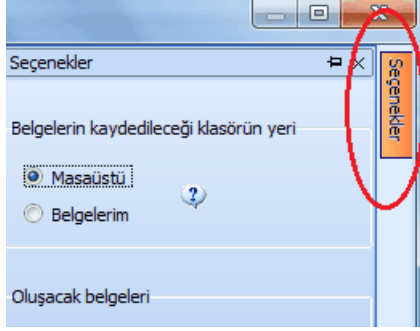 Seçenekler
Seçenekler
Belgelerin kaydedileceği klasörün yeri
Masaüstü
Belgelerim
Oluşacak belgeleri